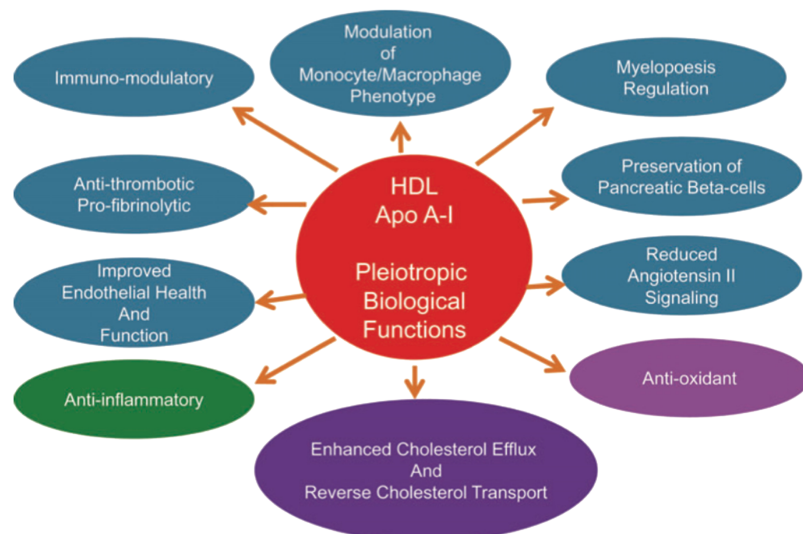 Modulation
of
Monocyte/Macrophage
Phenotype
Immuno-modulatory
Myelopoesis
Regulation
Anti-thrombotic
Pro-fibrinolytic
HDL
Apo A-I
Pleiotropic
Biological
Functions
Preservation of
Pancreatic Beta-cells
Improved
Endothelial Health
And
Function
Reduced
Angiotensin II
Signaling
Anti-inflammatory
Anti-oxidant
Enhanced Cholesterol Efflux
And
Reverse Cholesterol Transport